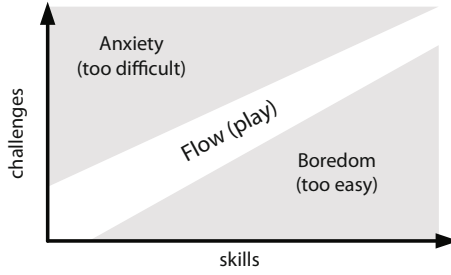 Anxiety
(too difficult)
challenges
Flow (play)
Boredom
(too easy)
skills